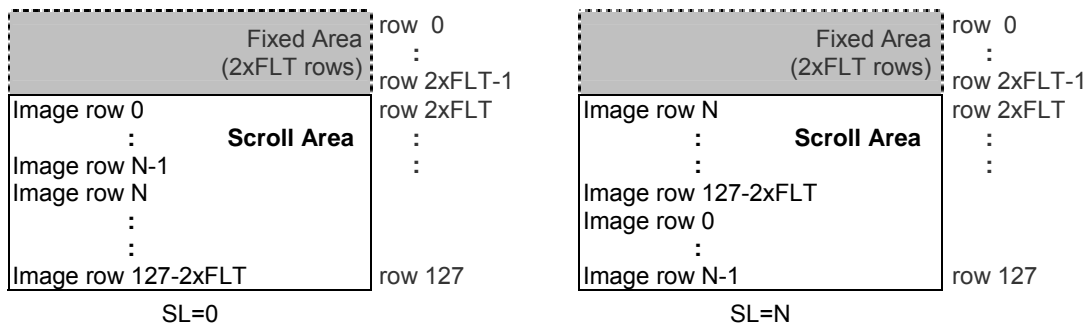 Fixed Area
(2xFLT rows)
row 0
:
row 2xFLT-1
Image row 0
: Scroll Area
Image row N-1
Image row N
:
:
Image row 127-2xFLT
row 2xFLT
:
:
row 127
SL=0
Fixed Area
(2xFLT rows)
row 0
:
row 2xFLT-1
Image row N
: Scroll Area
:
Image row 127-2xFLT
Image row 0
:
Image row N-1
row 2xFLT
:
:
row 127
SL=N